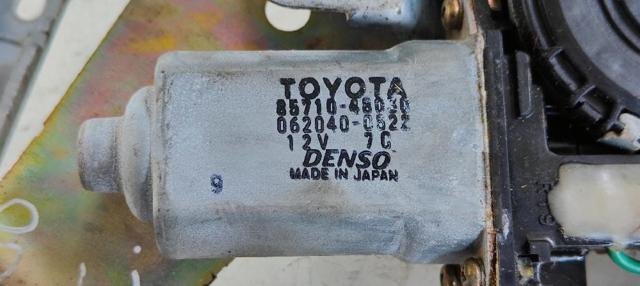 TOYOTA
85710-48030
062040-0522
12V 7C
DENSO
MADE IN JAPAN
9